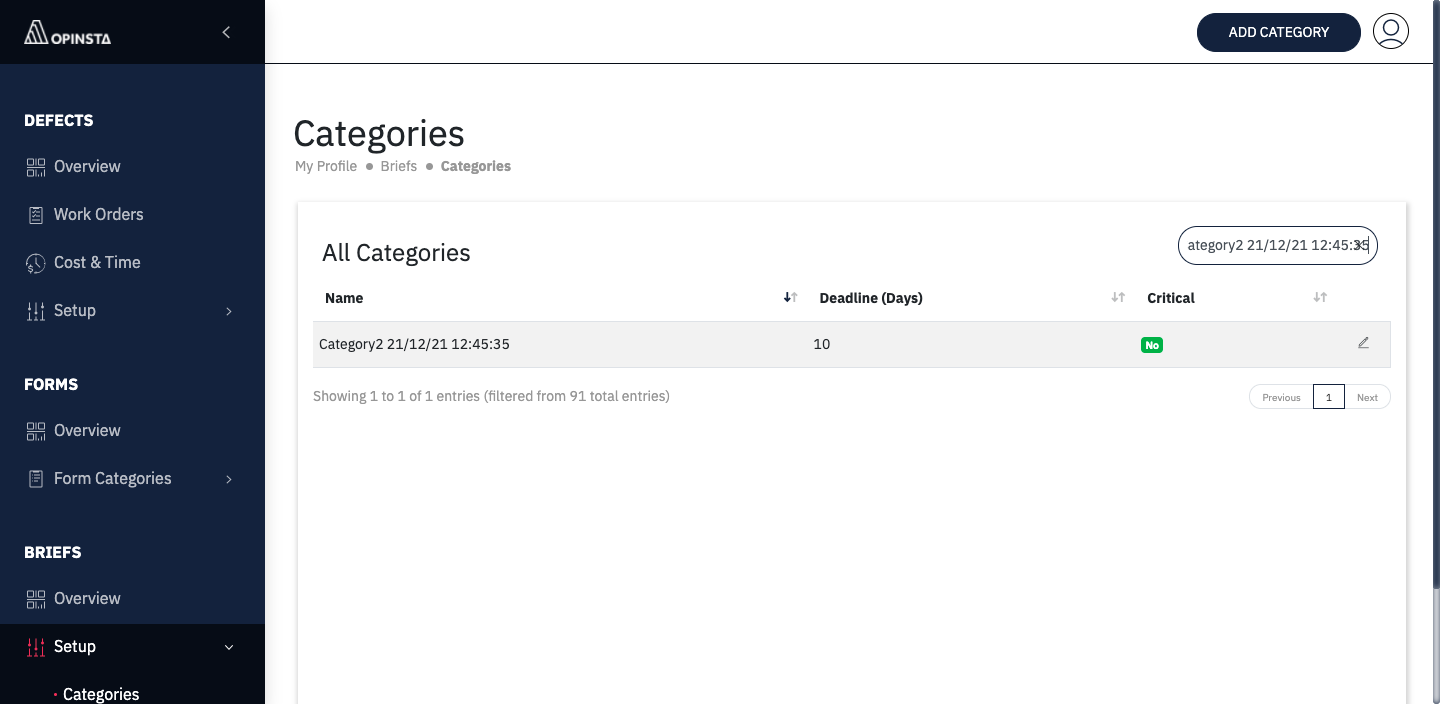 OPINSTA
ADD CATEGORY
DEFECTS
Overview
Work Orders
Cost & Time
Setup
FORMS
Overview
Form Categories
BRIEFS
Overview
Setup
Categories
Categories
My Profile Briefs Categories
All Categories
ategory2 21/12/21 12:45:35
Name Deadline (Days) Critical
Category2 21/12/21 12:45:35 10 No
Showing 1 to 1 of 1 entries (filtered from 91 total entries)
Previous 1 Next